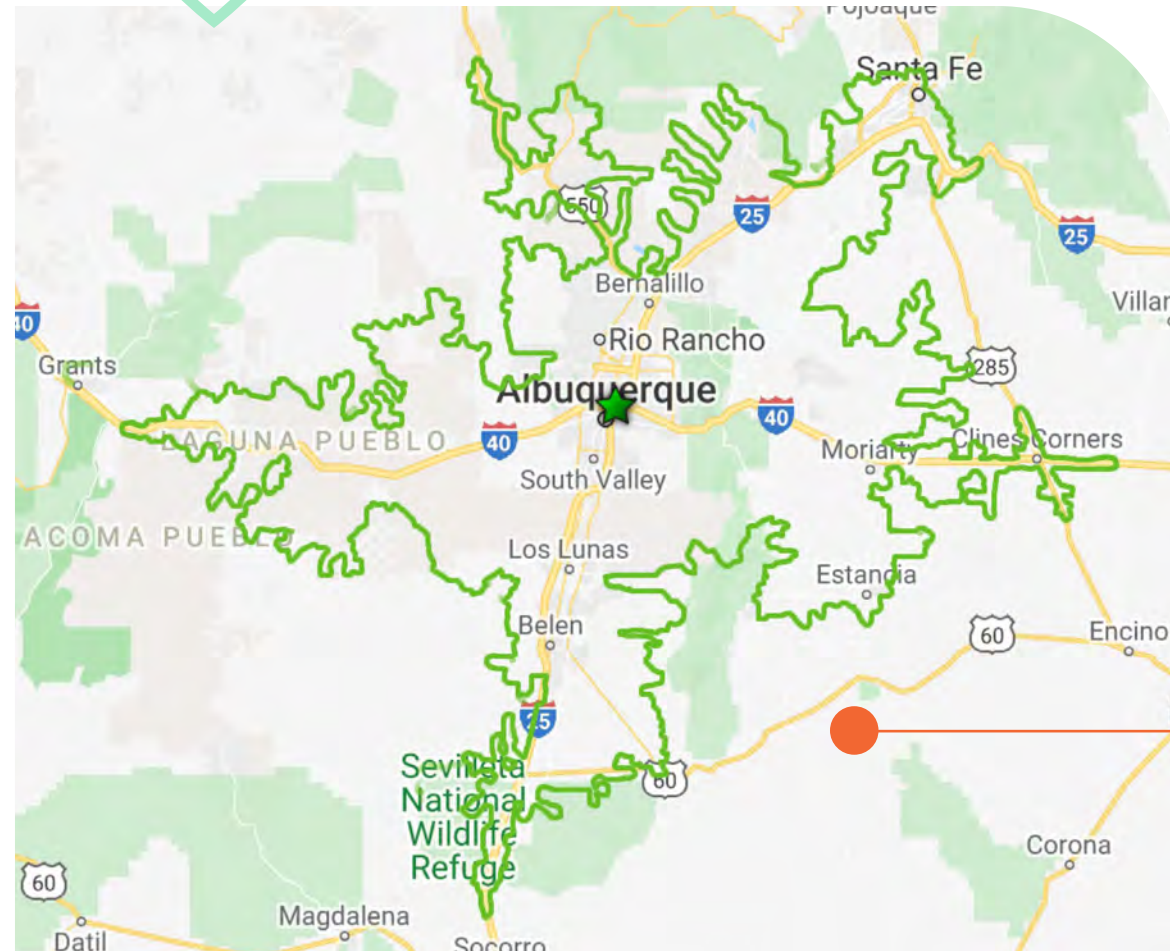 Pojoaque
Santa Fe
550
25
25
Bernalillo
40
Rio Rancho
Grants
285
Albuquerque
40
LAGUNA PUEBLO
40
Moriarty
Clines Corners
South Valley
ACOMA PUEBLO
Los Lunas
Estancia
Belen
60
Encino
25
Sevilleta
National
Wildlife
Refuge
60
Corona
60
Magdalena
Datil
Socorro